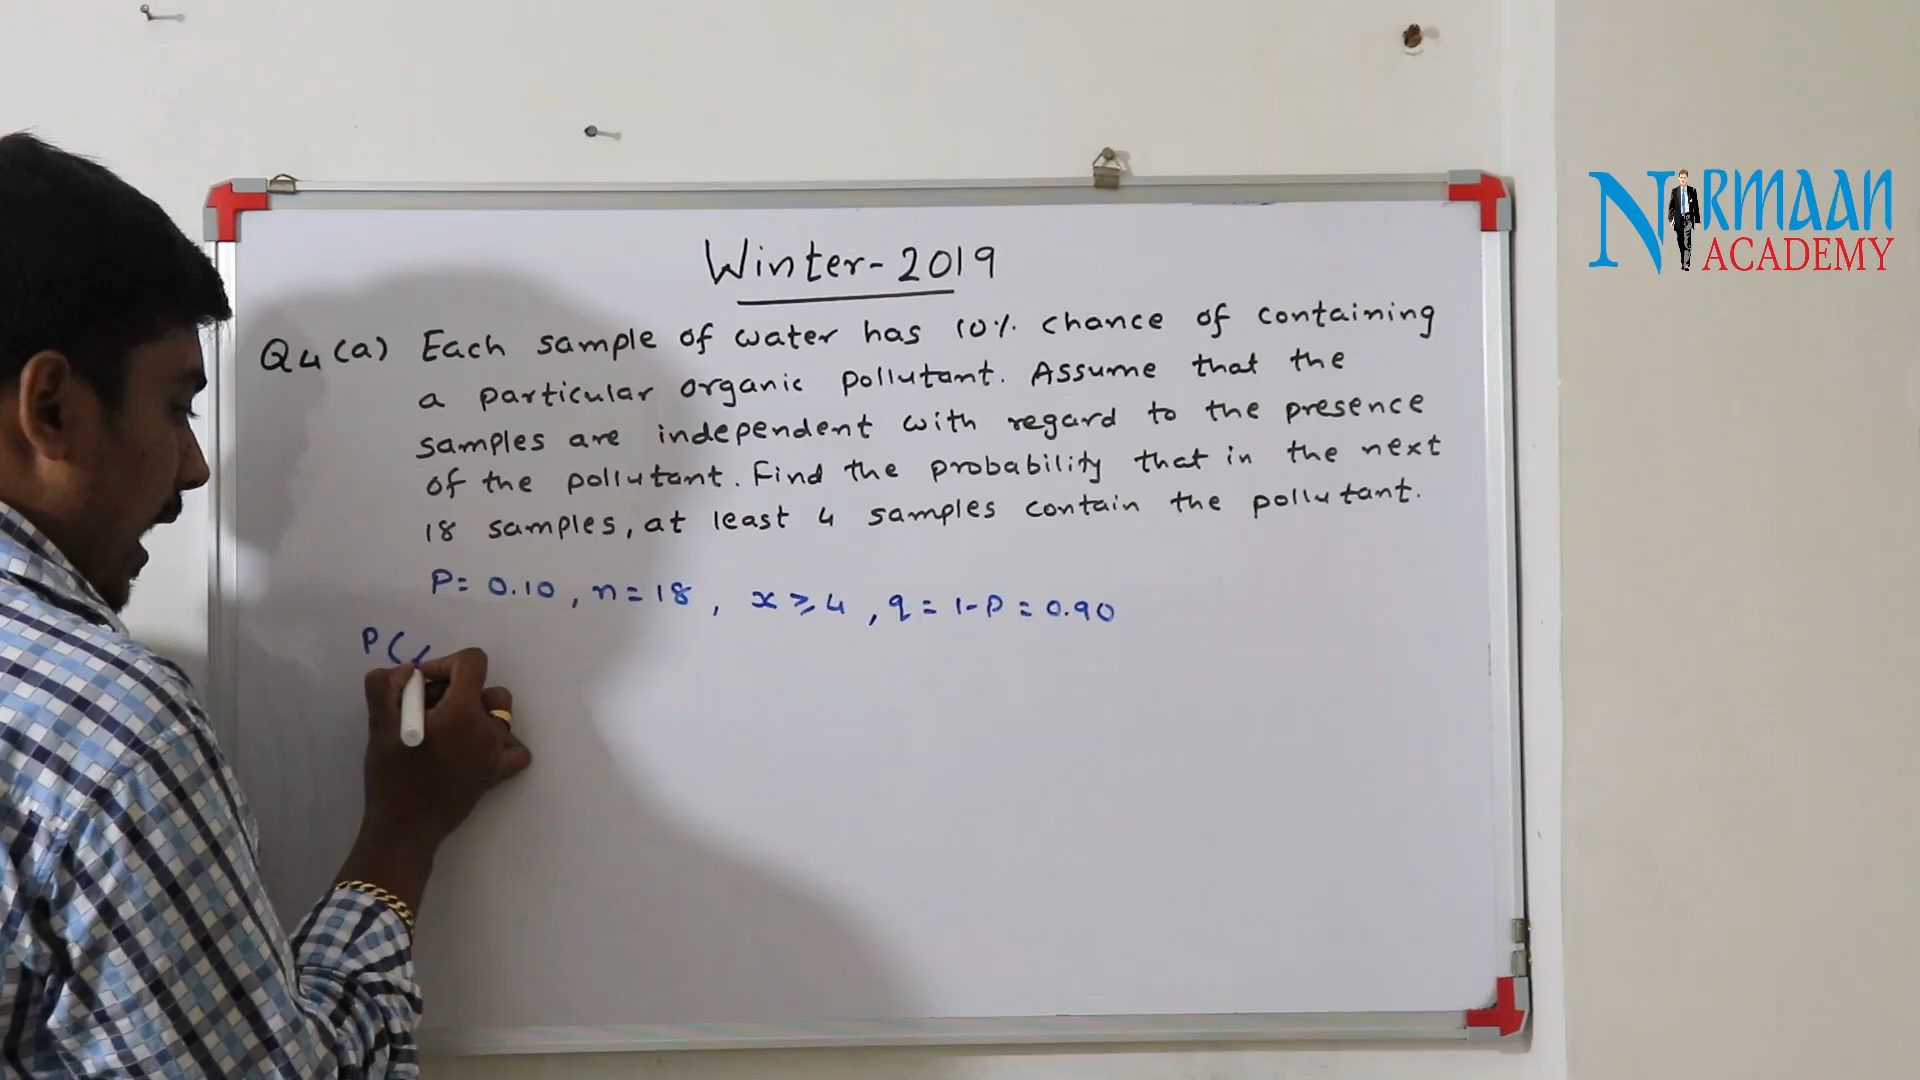 Winter-2019
Q4(a) Each sample of water has 10% chance of containing
a particular organic pollutant. Assume that the
samples are independent with regard to the presence
of the pollutant. Find the probability that in the next
18 samples, at least 4 samples contain the pollutant.
P= 0.10, n=18, x⩾4, q=1-P=0.90
P(
NIRMAAN
ACADEMY